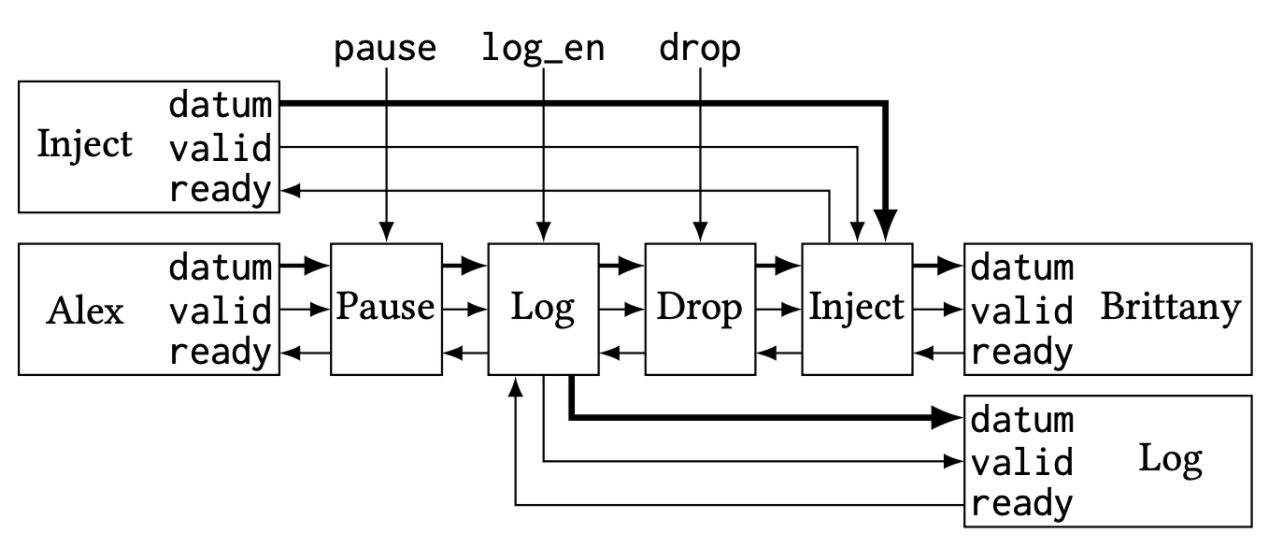 pause log_en drop
Inject
datum
valid
ready
Alex
datum
valid
ready
Pause
Log
Drop
Inject
datum
valid
ready
Brittany
datum
valid
ready
Log